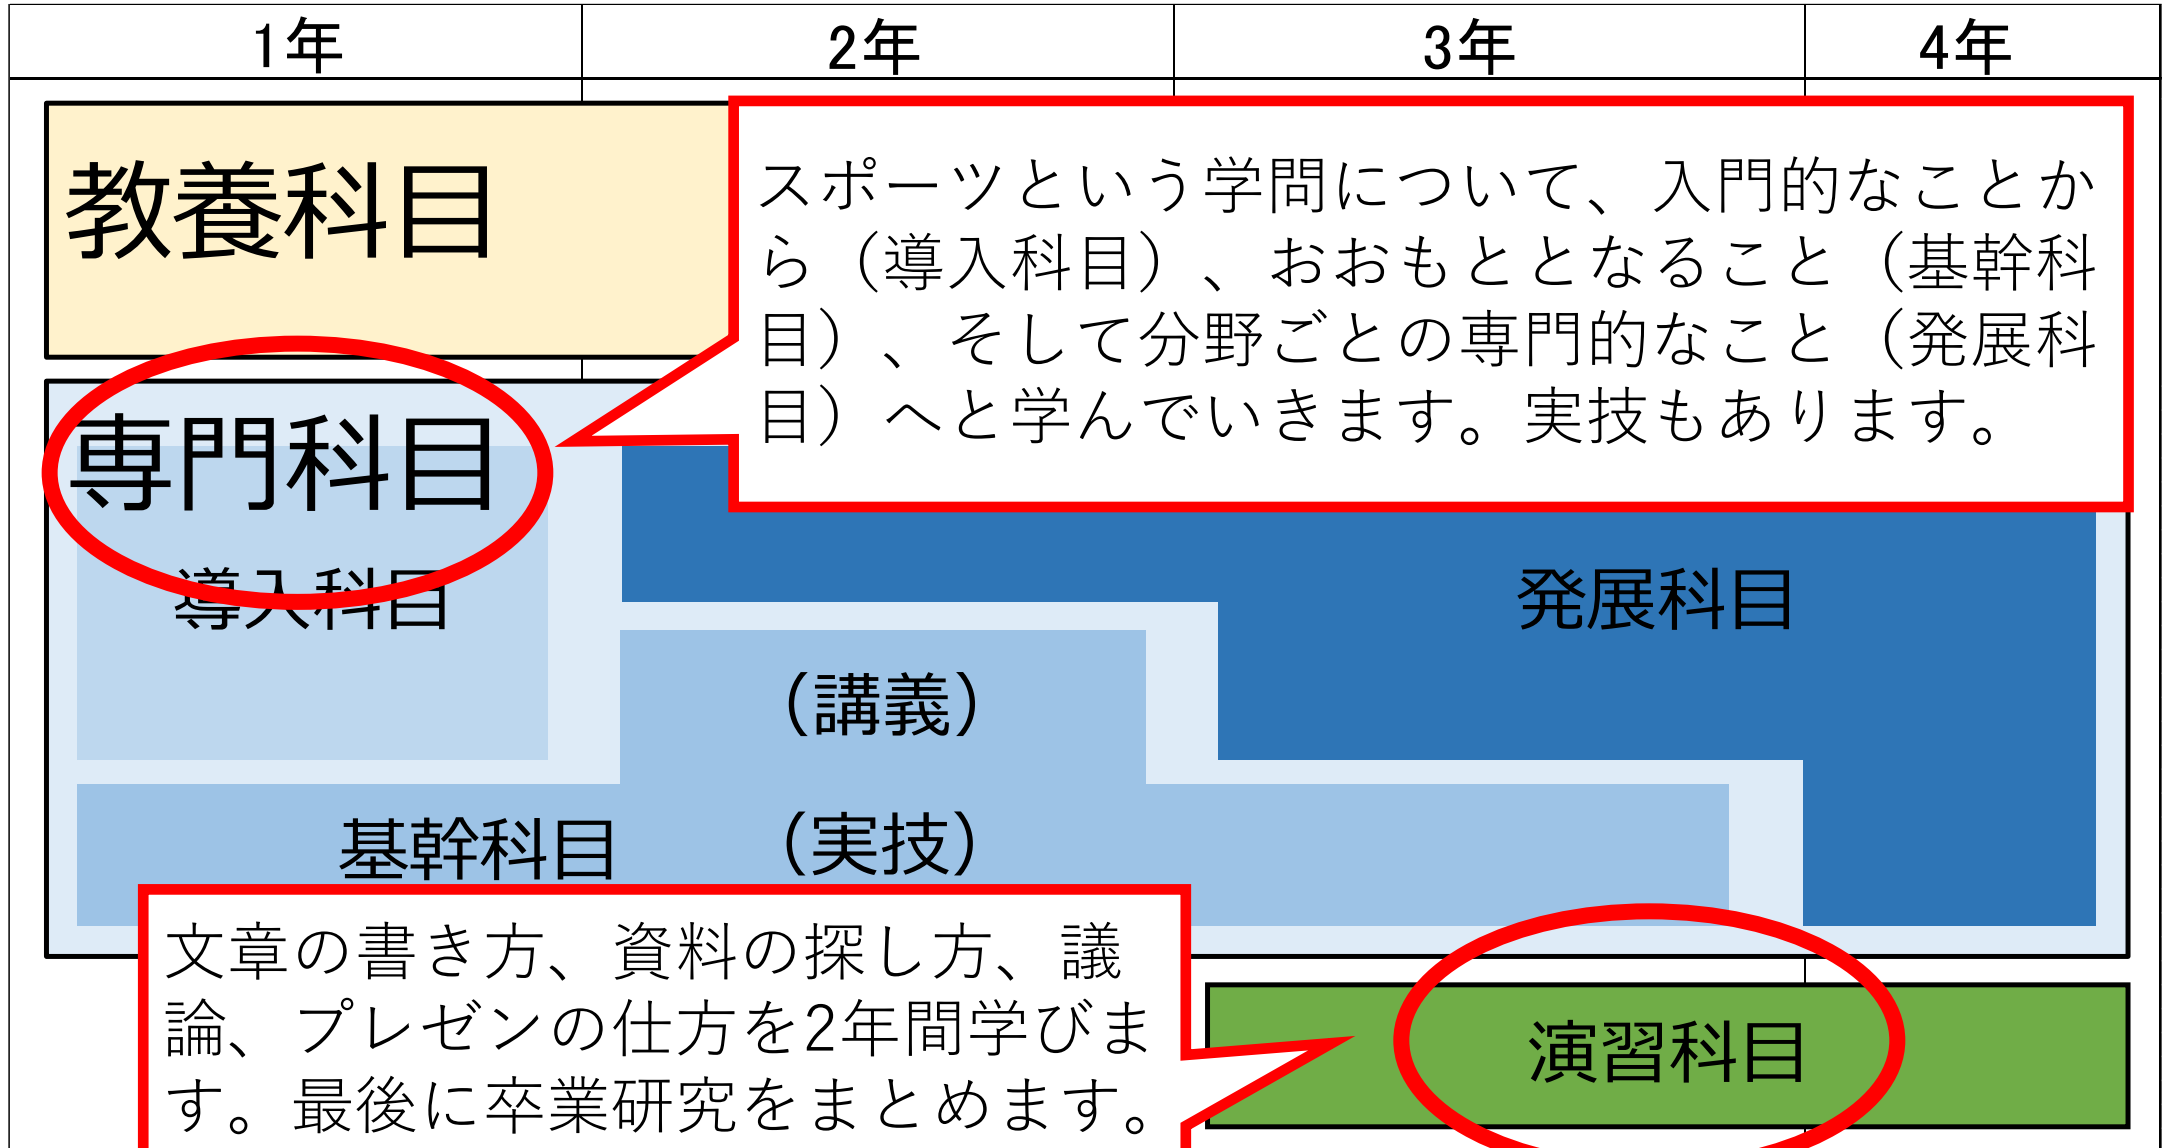 1年 2年 3年 4年
教養科目
スポーツという学問について、入門的なことか
ら（導入科目）、おおもととなること（基幹科
目）、そして分野ごとの専門的なこと（発展科
目）へと学んでいきます。実技もあります。
専門科目
導入科目
発展科目
（講義）
基幹科目 （実技）
文章の書き方、資料の探し方、議
論、プレゼンの仕方を2年間学びま
す。最後に卒業研究をまとめます。
演習科目